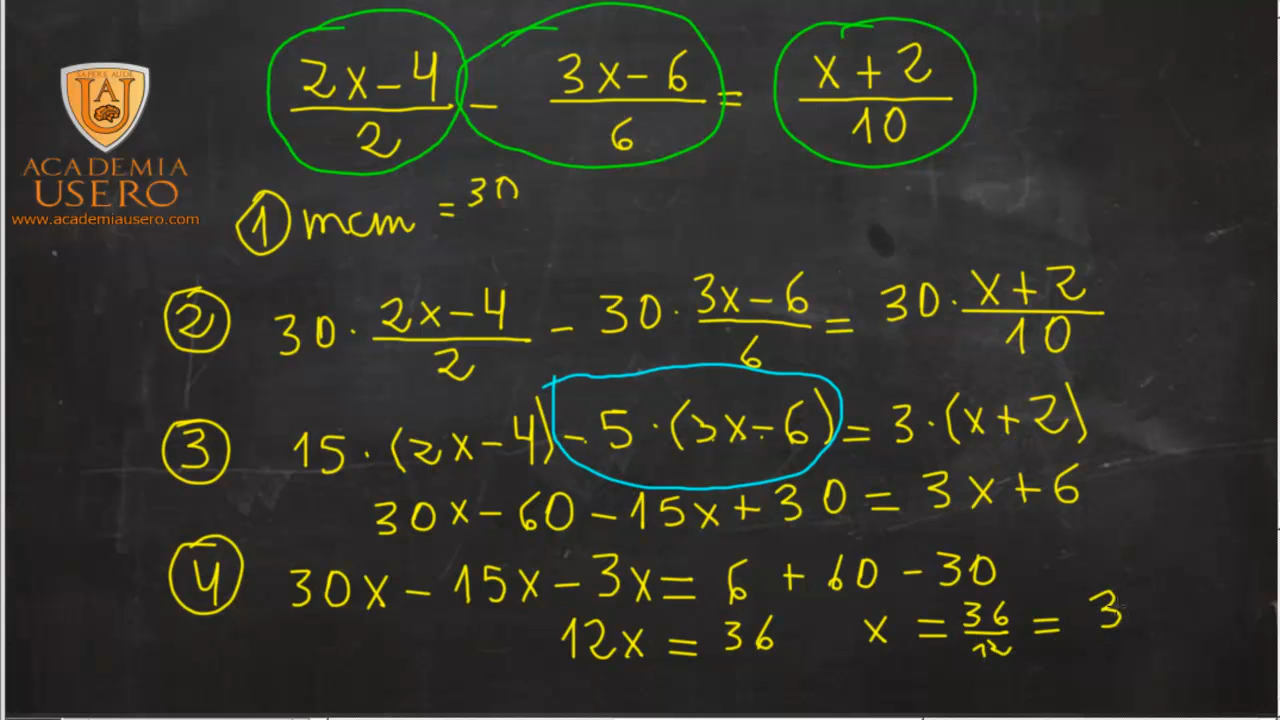 2x-4/2 - 3x-6/6 = x+2/10
SAPERE AUDE
UAI
ACADEMIA
USERO
www.academiausero.com
① mcm = 30
② 30 · 2x-4/2 - 30 · 3x-6/6 = 30 · x+2/10
③ 15 · (2x-4) - 5 · (3x-6) = 3 · (x+2)
30x - 60 - 15x + 30 = 3x + 6
④ 30x - 15x - 3x = 6 + 60 - 30
12x = 36 x = 36/12 = 3